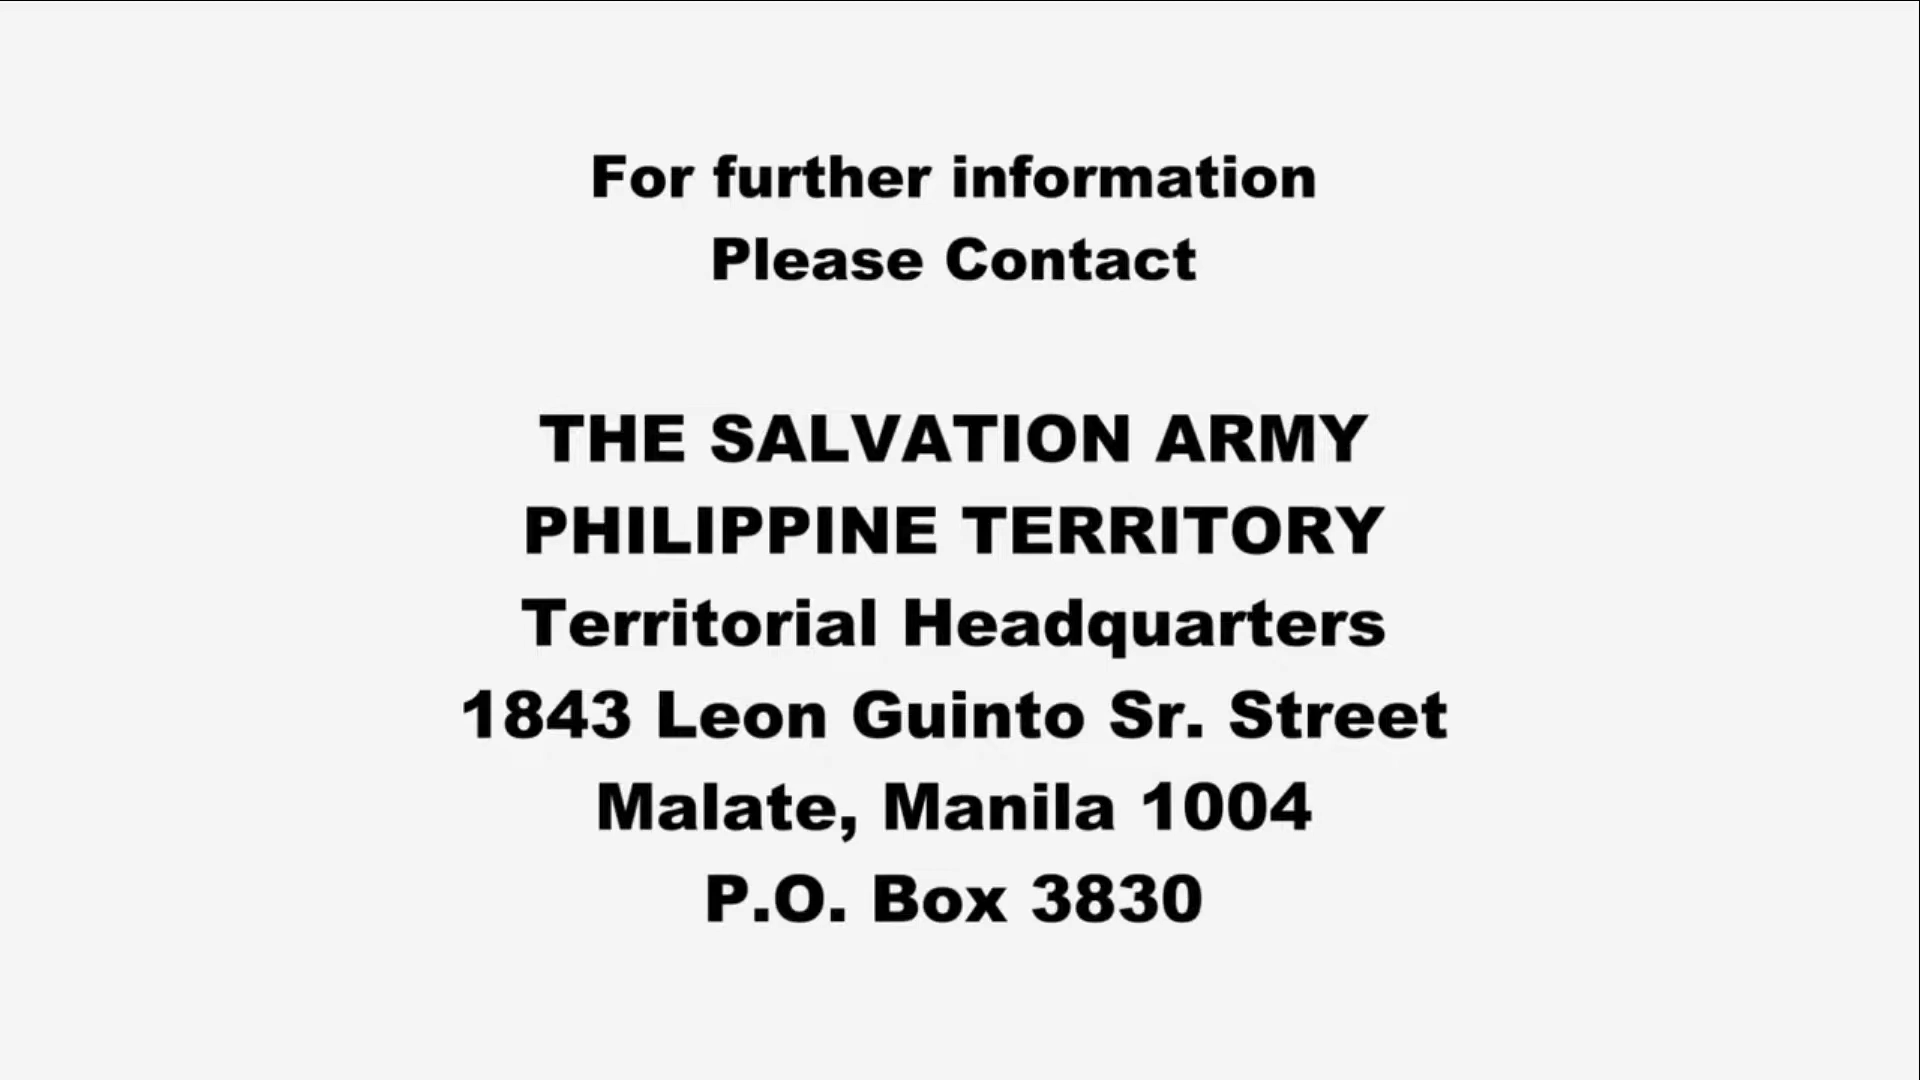 For further information
Please Contact
THE SALVATION ARMY
PHILIPPINE TERRITORY
Territorial Headquarters
1843 Leon Guinto Sr. Street
Malate, Manila 1004
P.O. Box 3830